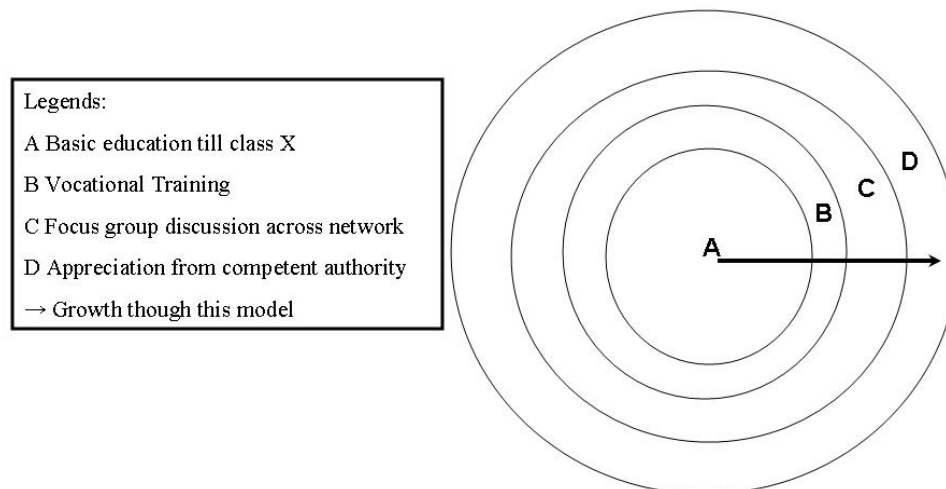 Legends:
A Basic education till class X
B Vocational Training
C Focus group discussion across network
D Appreciation from competent authority
→ Growth though this model
D
C
B
A